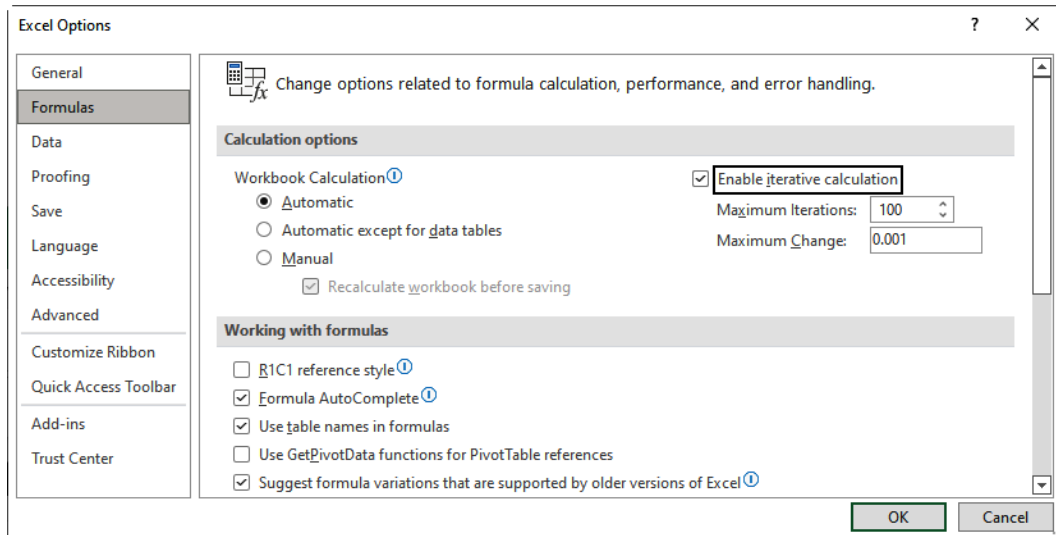 Excel Options
?
General
Formulas
Data
Proofing
Save
Language
Accessibility
Advanced
Customize Ribbon
Quick Access Toolbar
Add-ins
Trust Center
fx
Change options related to formula calculation, performance, and error handling.
Calculation options
Workbook Calculation
Automatic
Automatic except for data tables
Manual
Recalculate workbook before saving
Enable iterative calculation
Maximum Iterations: 100
Maximum Change: 0.001
Working with formulas
R1C1 reference style
Formula AutoComplete
Use table names in formulas
Use GetPivotData functions for PivotTable references
Suggest formula variations that are supported by older versions of Excel
OK
Cancel